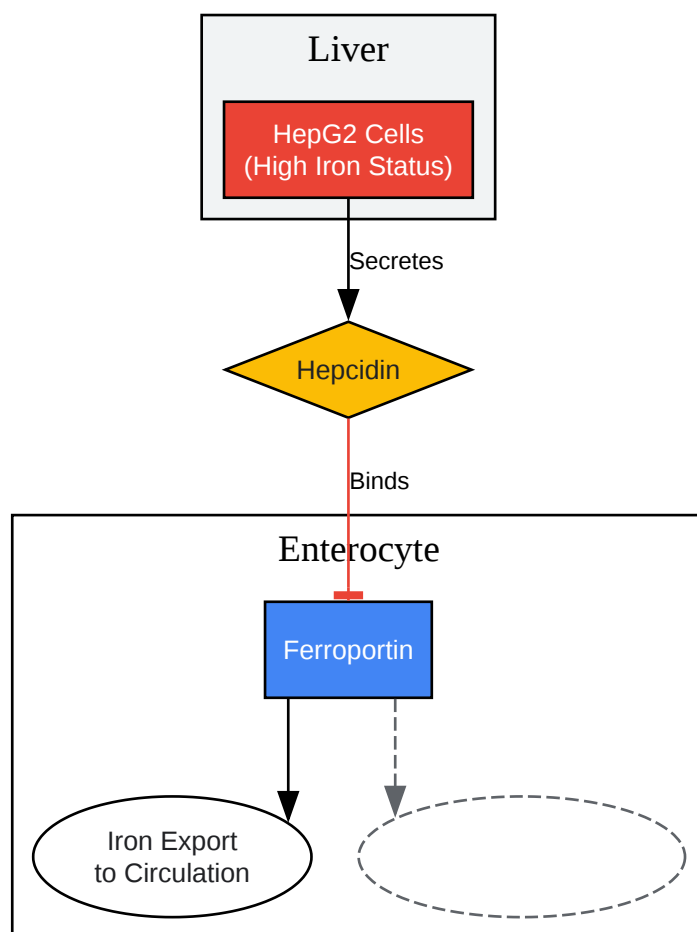 Liver
HepG2 Cells
(High Iron Status)
Secretes
Hepcidin
Binds
Enterocyte
Ferroportin
Iron Export
to Circulation